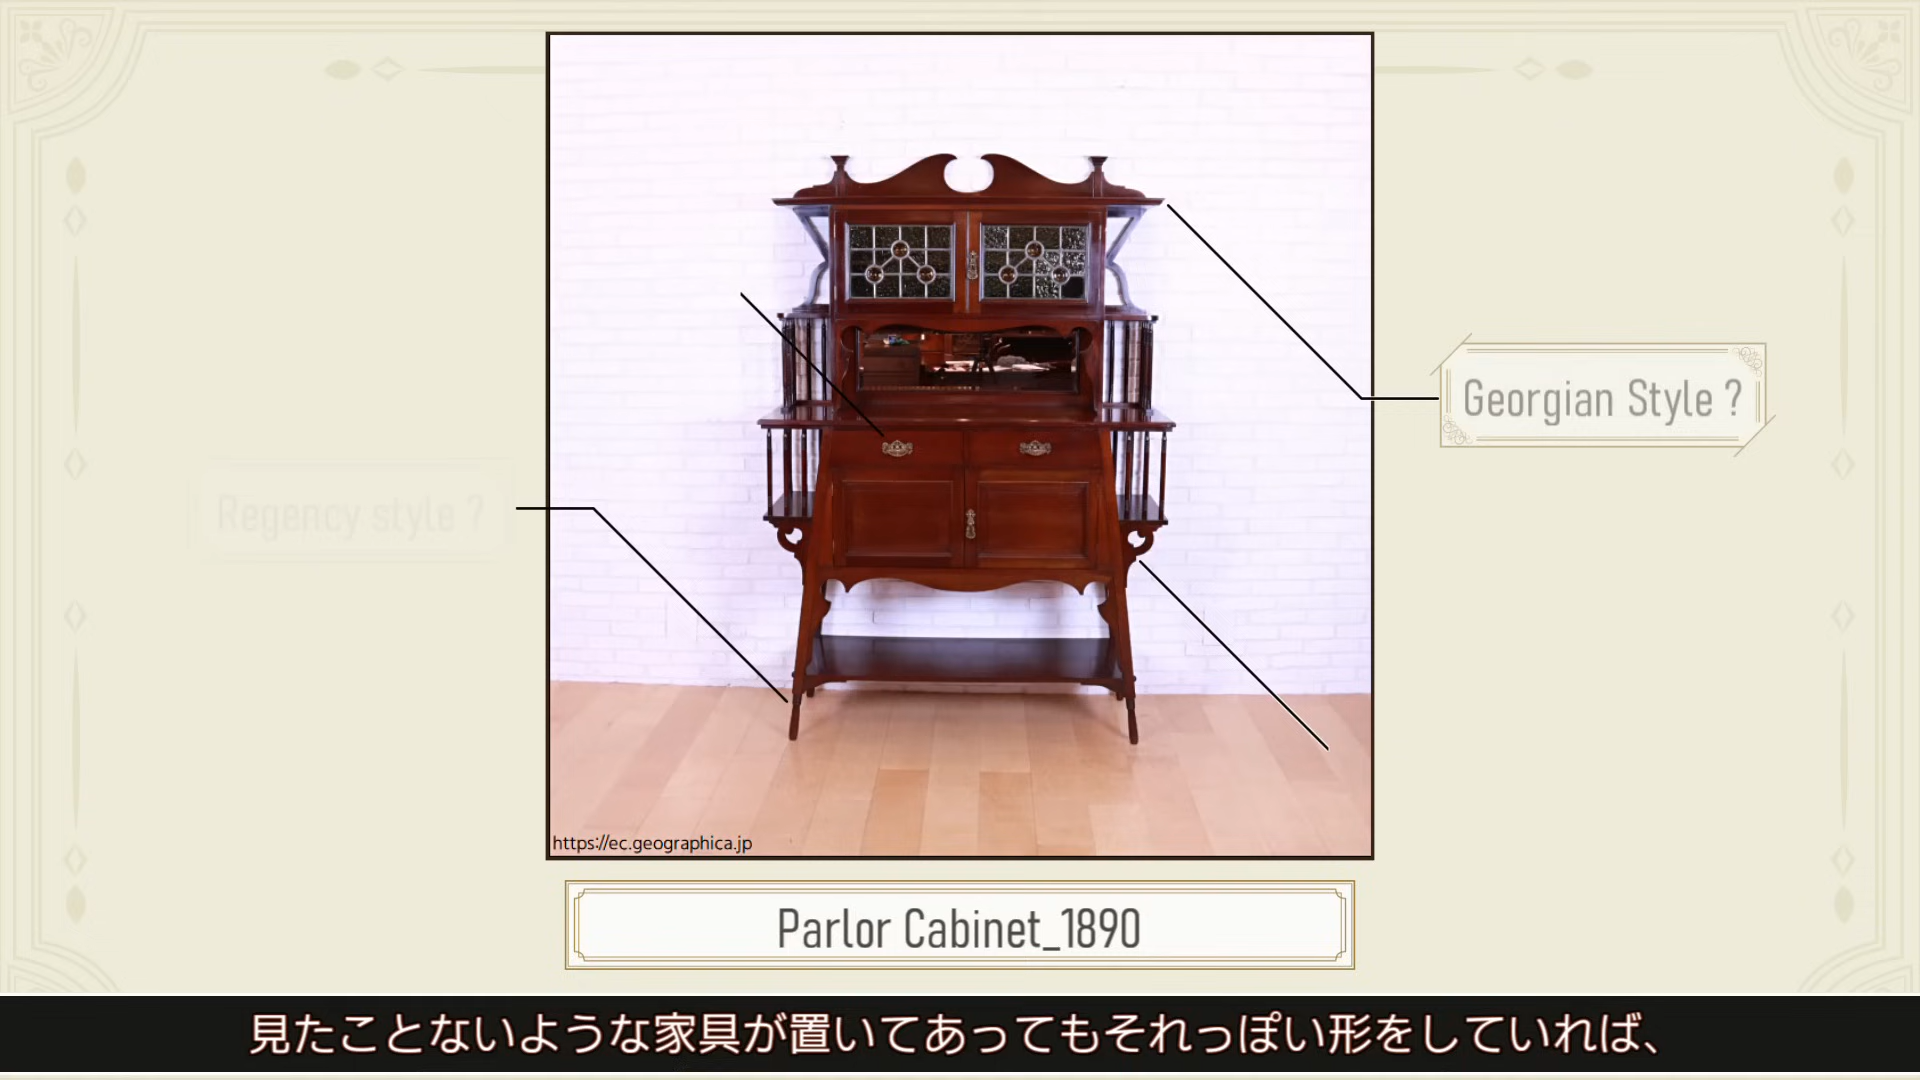 Georgian Style ?
Regency style ?
https://ec.geographica.jp
Parlor Cabinet_1890
見たことないような家具が置いてあってもそれっぽい形をしていれば、